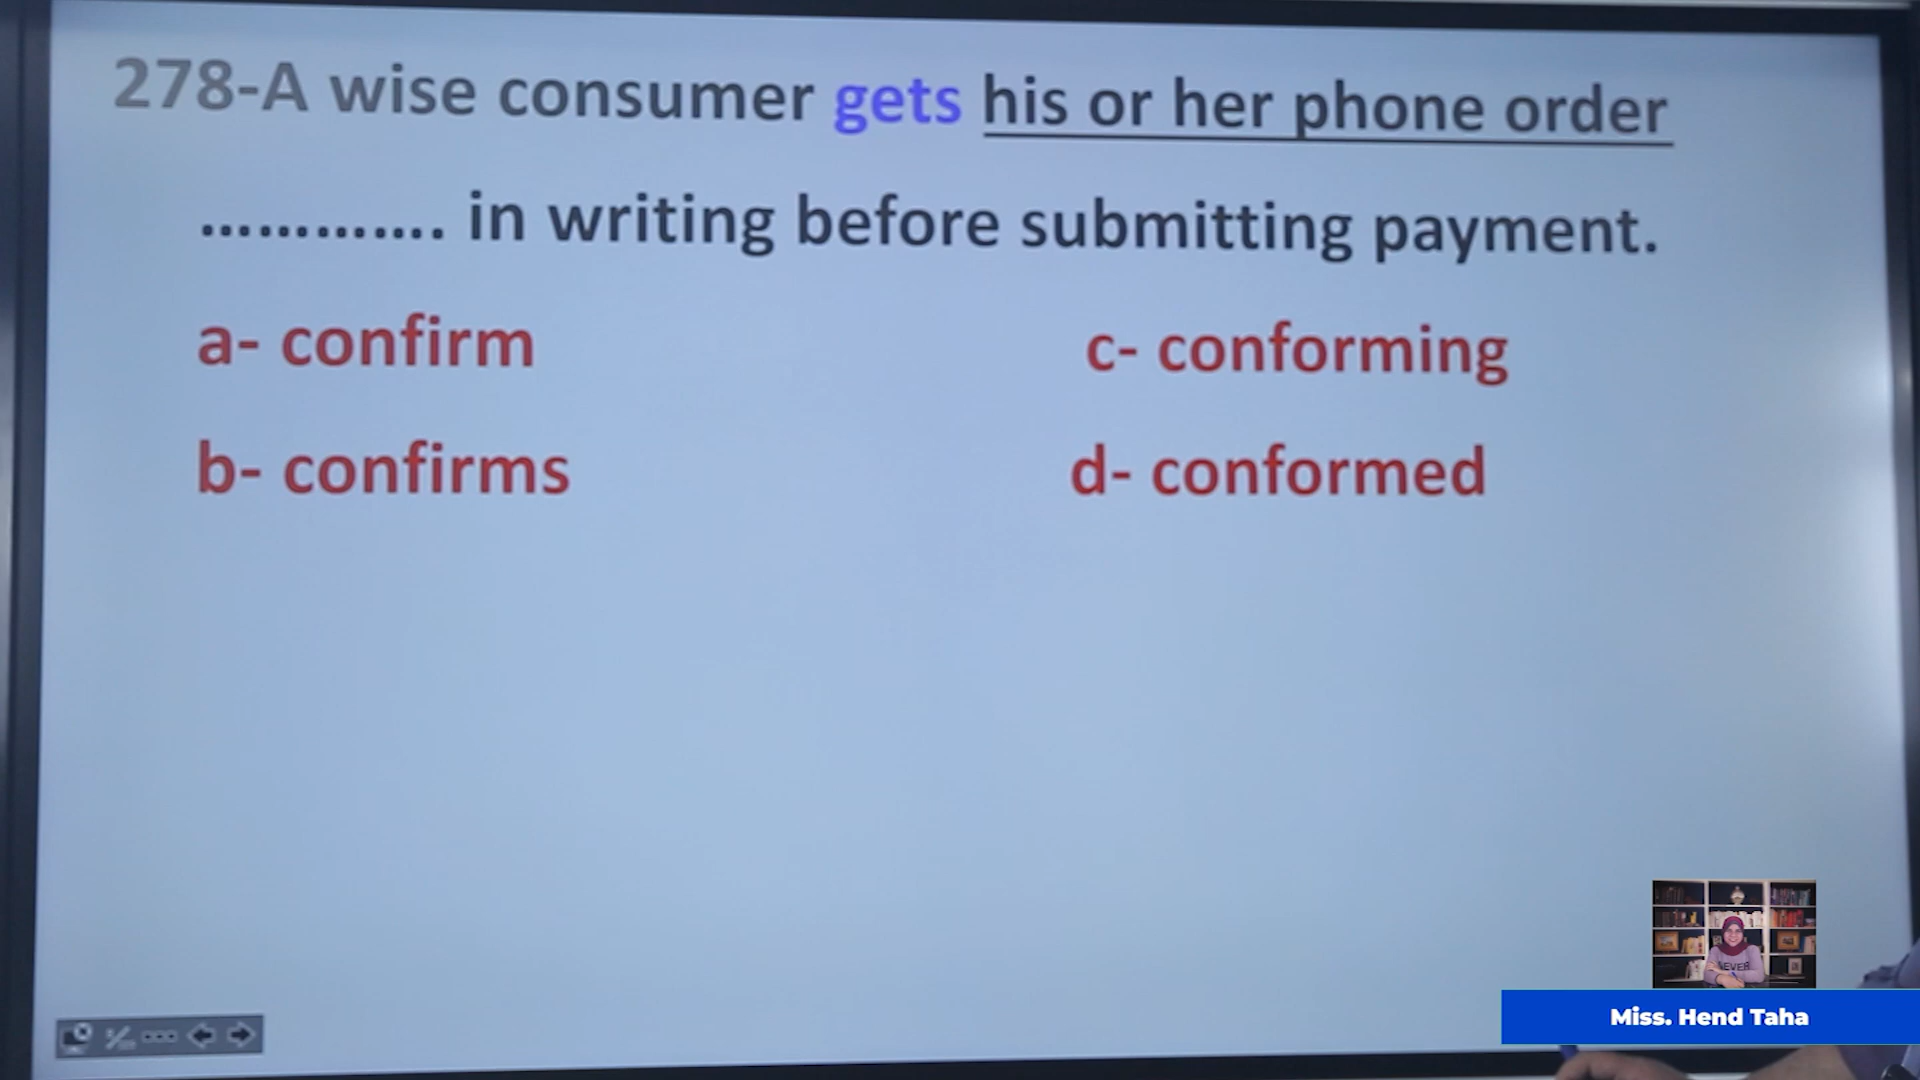 278-A wise consumer gets his or her phone order
............. in writing before submitting payment.
a- confirm
c- conforming
b- confirms
d- conformed
Miss. Hend Taha